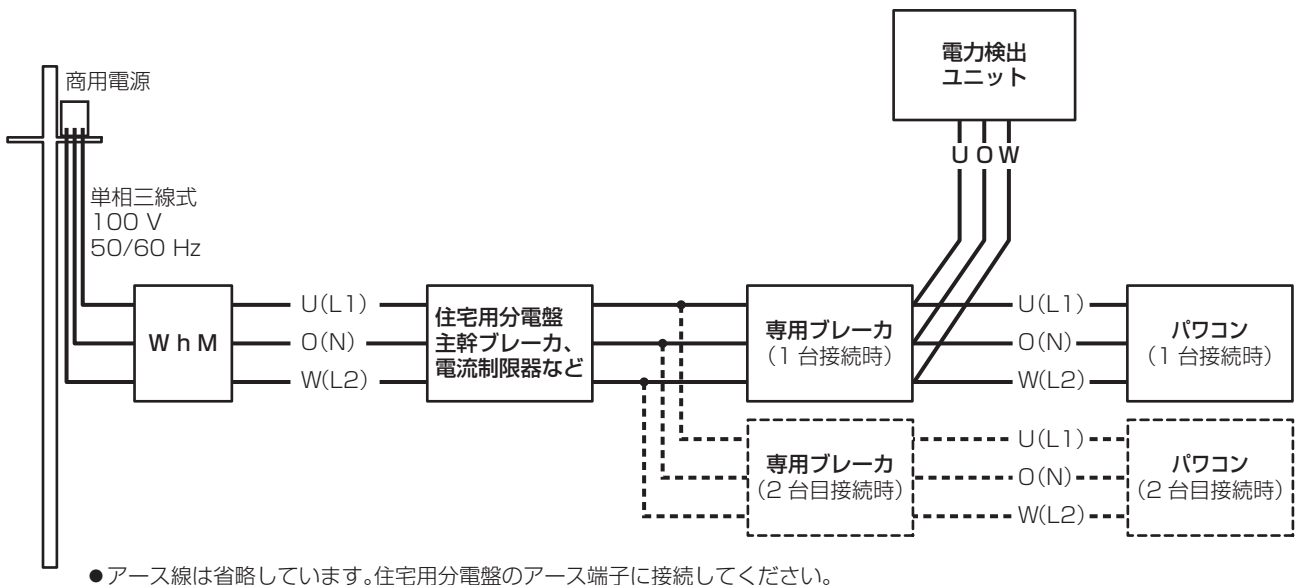 電力検出
ユニット
商用電源
U O W
単相三線式
100 V
50/60 Hz
W h M
U(L1)
O(N)
W(L2)
住宅用分電盤
主幹ブレーカ、
電流制限器など
専用ブレーカ
(1 台接続時)
U(L1)
O(N)
W(L2)
パワコン
(1 台接続時)
専用ブレーカ
(2 台目接続時)
U(L1)
O(N)
W(L2)
パワコン
(2 台目接続時)
●アース線は省略しています。住宅用分電盤のアース端子に接続してください。